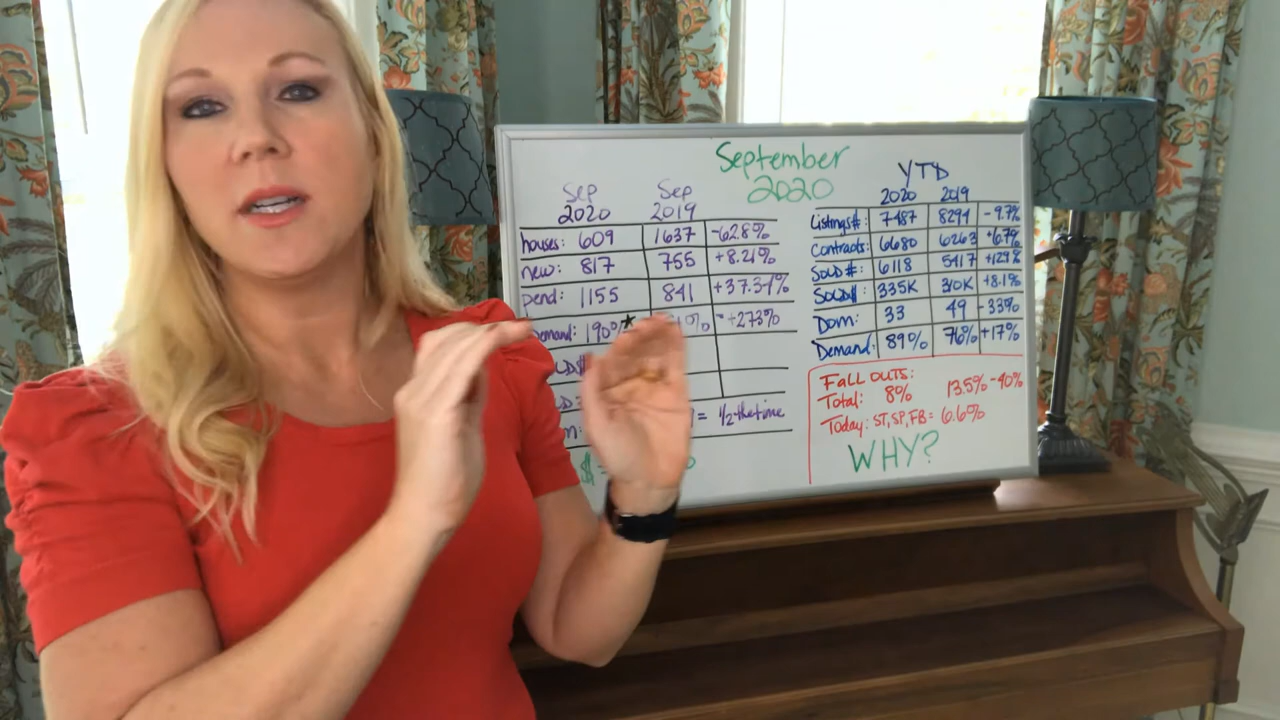 September
2020
Sep Sep
2020 2019
houses: 609 1637 -62.8%
new: 817 755 +8.21%
pend: 1155 841 +37.34%
emand: 190% +273%
= 1/2 the time
YTD
2020 2019
Listings#: 7487 8294 -9.7%
Contracts: 6680 6263 +6.7%
SOLD#: 6118 5417 +12.9%
SOLD$: 335K 310K +8.1%
Dom: 33 49 -33%
Demand: 89% 76% +17%
FALL OUTS:
Total: 8% 13.5% -40%
Today: ST, SP, FB = 6.6%
WHY?